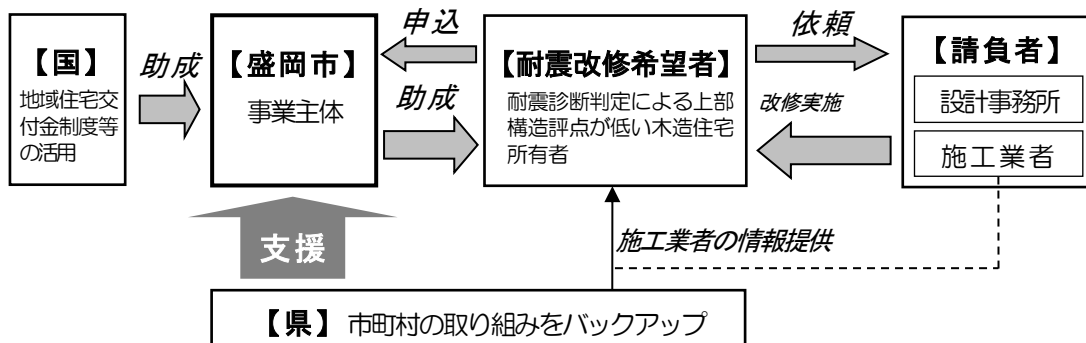 【国】
地域住宅交
付金制度等
の活用
助成
【盛岡市】
事業主体
申込
助成
【耐震改修希望者】
耐震診断判定による上部
構造評点が低い木造住宅
所有者
依頼
改修実施
【請負者】
設計事務所
施工業者
支援
施工業者の情報提供
【県】市町村の取り組みをバックアップ